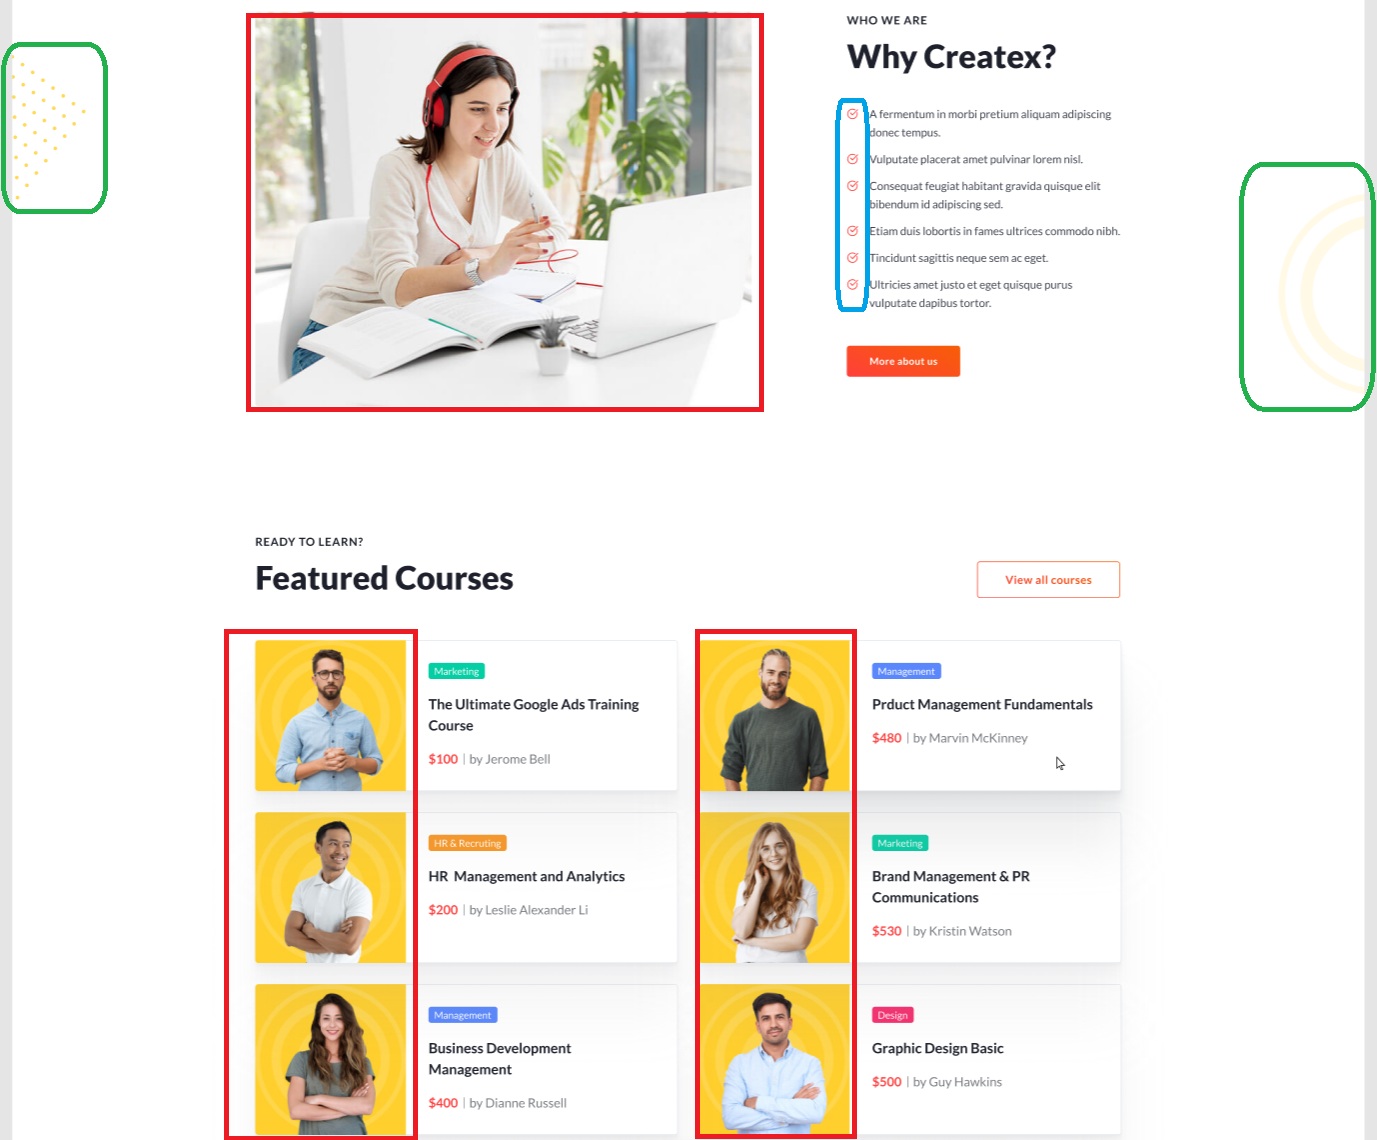 WHO WE ARE
Why Createx?
A fermentum in morbi pretium aliquam adipiscing
donec tempus.
Vulputate placerat amet pulvinar lorem nisl.
Consequat feugiat habitant gravida quisque elit
bibendum id adipiscing sed.
Etiam duis lobortis in fames ultrices commodo nibh.
Tincidunt sagittis neque sem ac eget.
Ultricies amet justo et eget quisque purus
vulputate dapibus tortor.
More about us
READY TO LEARN?
Featured Courses
View all courses
Marketing
The Ultimate Google Ads Training
Course
$100 | by Jerome Bell
Management
Prduct Management Fundamentals
$480 | by Marvin McKinney
HR & Recruting
HR Management and Analytics
$200 | by Leslie Alexander Li
Marketing
Brand Management & PR
Communications
$530 | by Kristin Watson
Management
Business Development
Management
$400 | by Dianne Russell
Design
Graphic Design Basic
$500 | by Guy Hawkins